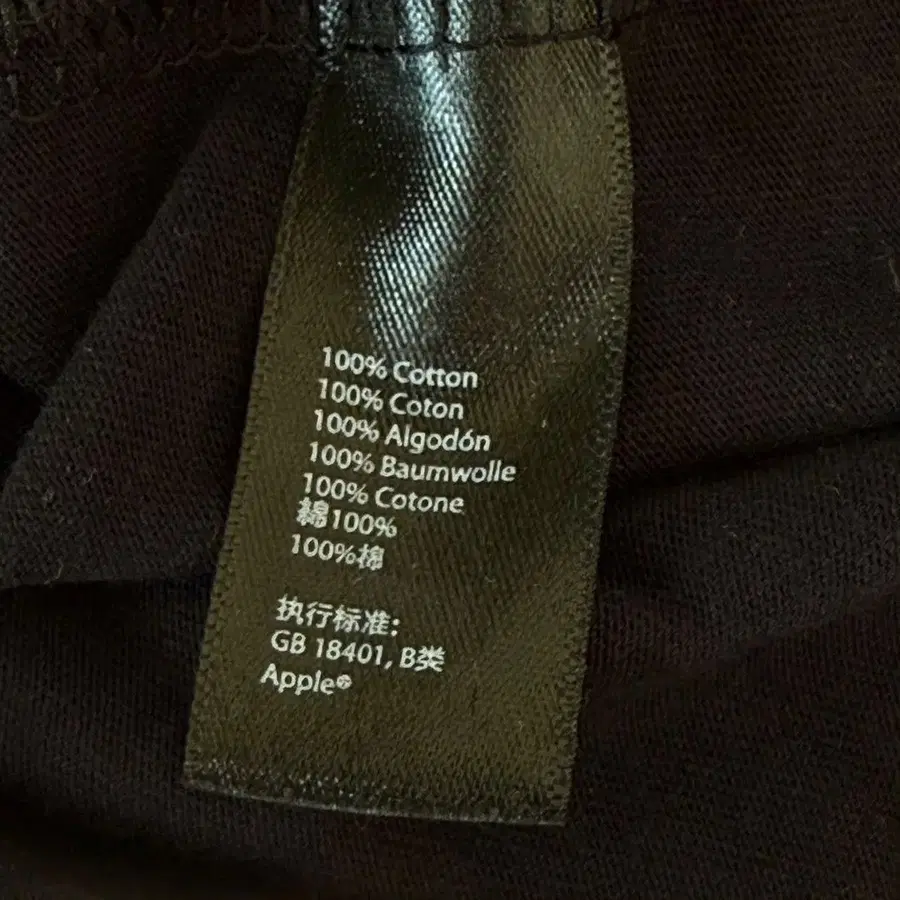 100% Cotton
100% Coton
100% Algodón
100% Baumwolle
100% Cotone
綿100%
100%棉
执行标准:
GB 18401, B类
Apple®